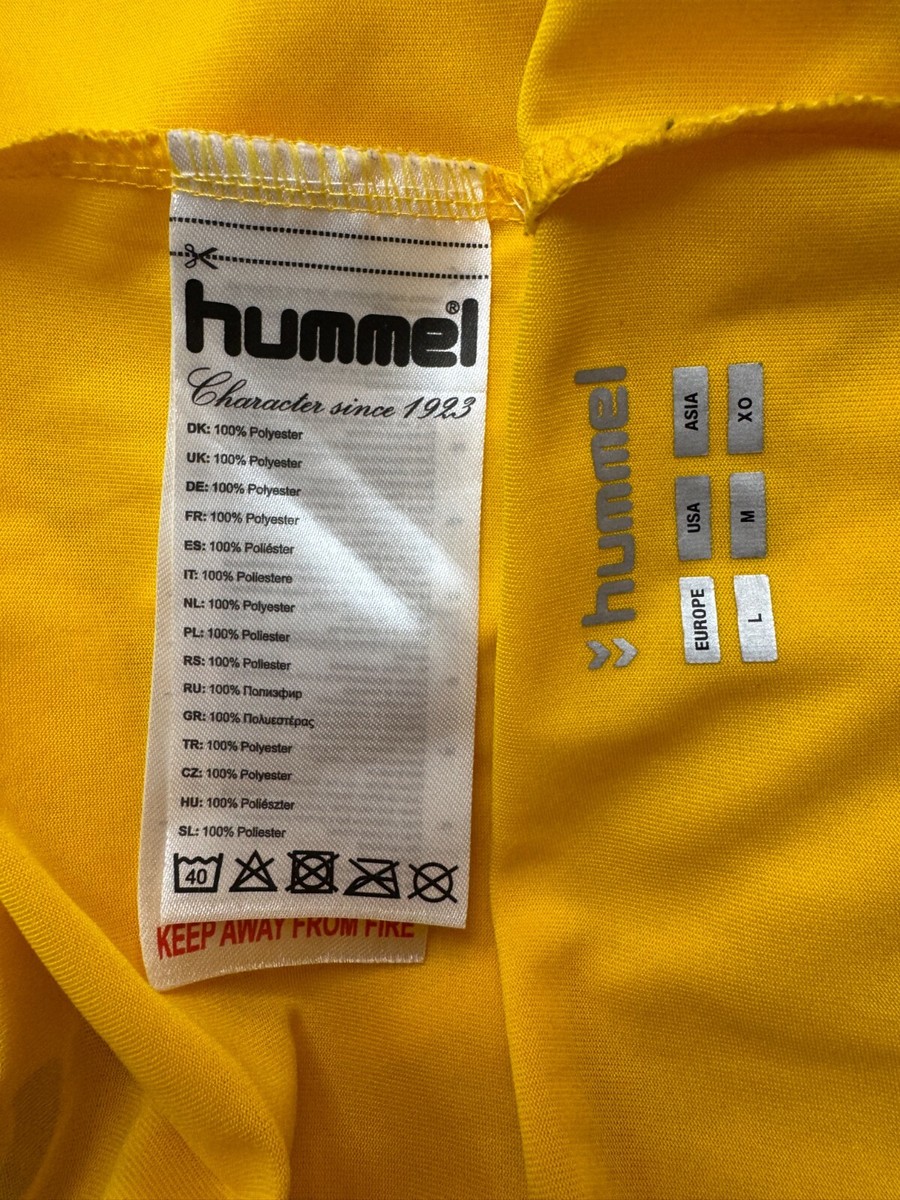 hummel®
Character since 1923
DK: 100% Polyester
UK: 100% Polyester
DE: 100% Polyester
FR: 100% Polyester
ES: 100% Poliéster
IT: 100% Poliestere
NL: 100% Polyester
PL: 100% Poliester
RS: 100% Poliester
RU: 100% Полиэфир
GR: 100% Πολυεστέρας
TR: 100% Polyester
CZ: 100% Polyester
HU: 100% Poliészter
SL: 100% Poliester
40
KEEP AWAY FROM FIRE
hummel
EUROPE USA ASIA
L M XO